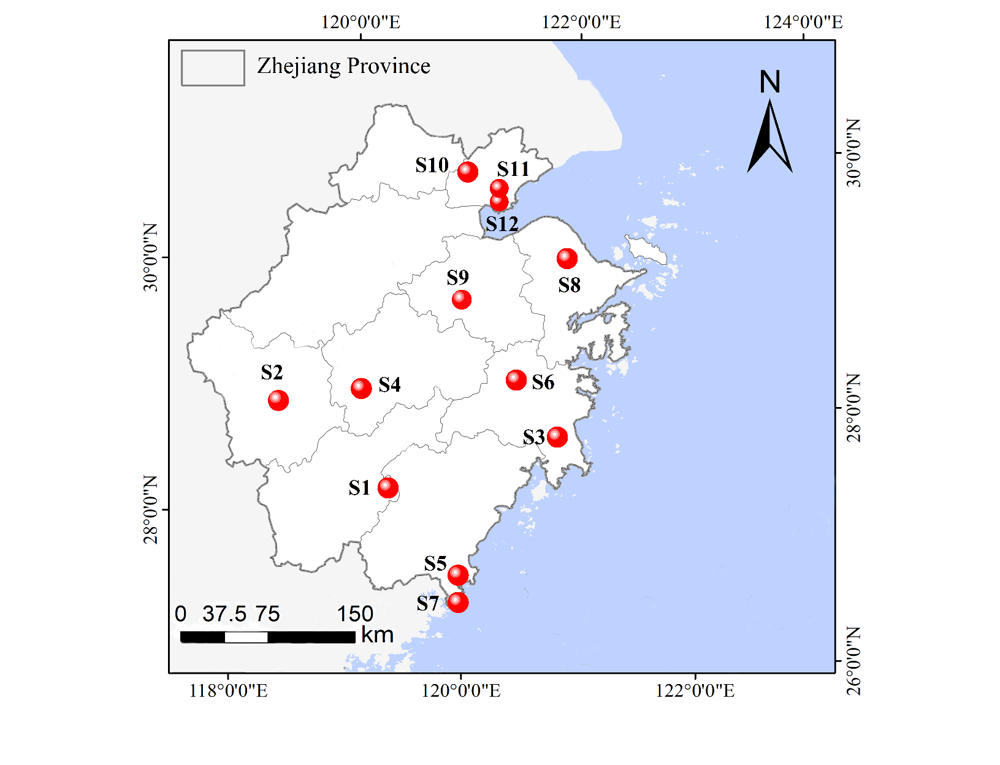 120°0'0"E
122°0'0"E
124°0'0"E
Zhejiang Province
N
30°0'0"N
30°0'0"N
S10
S11
S12
S9
S8
S2
S4
S6
28°0'0"N
S3
S1
28°0'0"N
S5
S7
0 37.5 75 150
km
26°0'0"N
118°0'0"E
120°0'0"E
122°0'0"E